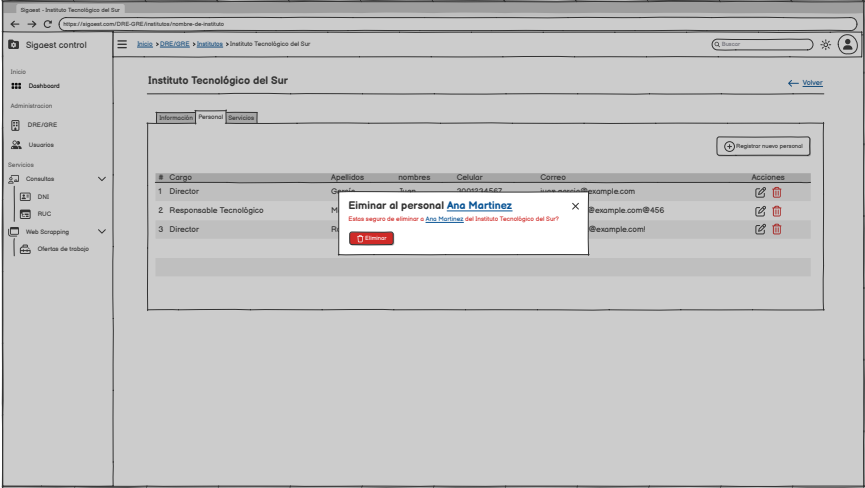 Sigaest - Instituto Tecnológico del Sur
https://sigaest.com/DRE-GRE/institutos/nombre-de-instituto
Sigaest control
Inicio > DRE/GRE > Institutos > Instituto Tecnológico del Sur
Buscar
Inicio
Dashboard
Administracion
DRE/GRE
Usuarios
Servicios
Consultas
DNI
RUC
Web Scrapping
Ofertas de trabajo
Instituto Tecnológico del Sur
Volver
Información Personal Servicios
Registrar nuevo personal
# Cargo Apellidos nombres Celular Correo Acciones
1 Director García Juan 3001234567 juan.garcia@example.com
2 Responsable Tecnológico M @example.com@456
3 Director R @example.com!
Eiminar al personal Ana Martinez
Estas seguro de eliminar a Ana Martinez del Instituto Tecnológico del Sur?
Eliminar